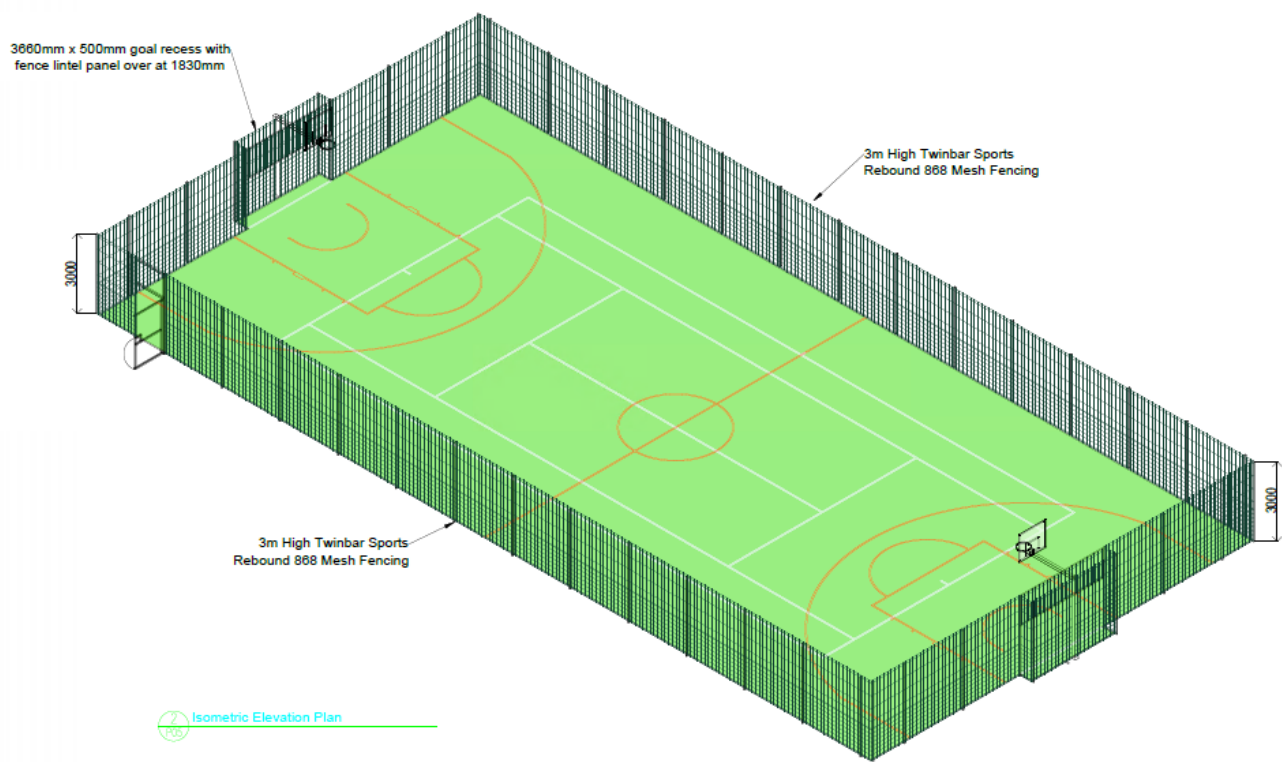 3660mm x 500mm goal recess with
fence lintel panel over at 1830mm
3m High Twinbar Sports
Rebound 868 Mesh Fencing
3000
3000
3m High Twinbar Sports
Rebound 868 Mesh Fencing
2
Isometric Elevation Plan